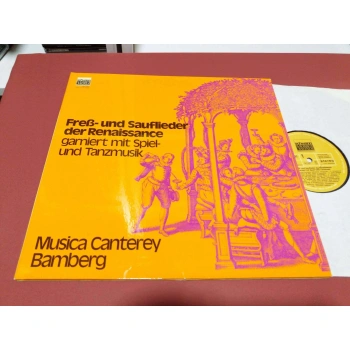 Freß- und Sauflieder
der Renaissance
garniert mit Spiel-
und Tanzmusik
Musica Canterey
Bamberg